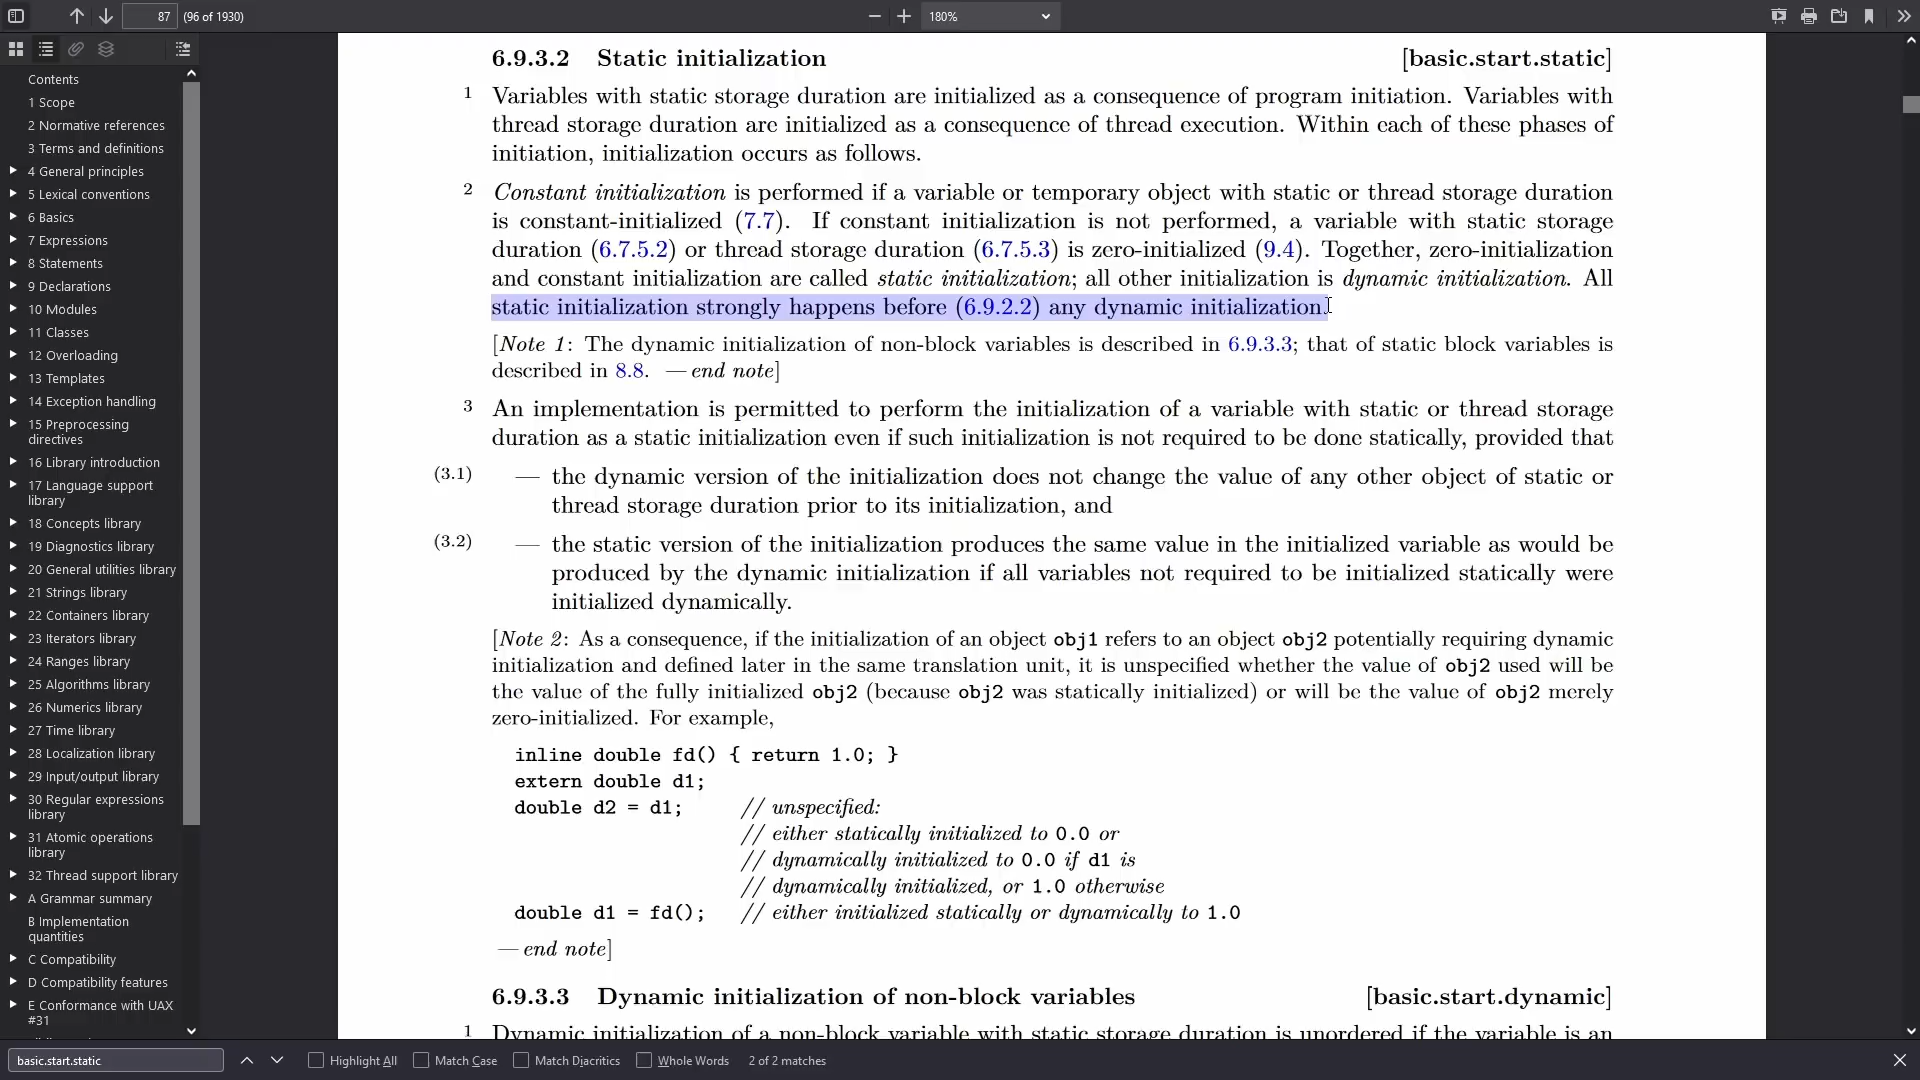 87 (96 of 1930)
180%
Contents
1 Scope
2 Normative references
3 Terms and definitions
4 General principles
5 Lexical conventions
6 Basics
7 Expressions
8 Statements
9 Declarations
10 Modules
11 Classes
12 Overloading
13 Templates
14 Exception handling
15 Preprocessing
directives
16 Library introduction
17 Language support
library
18 Concepts library
19 Diagnostics library
20 General utilities library
21 Strings library
22 Containers library
23 Iterators library
24 Ranges library
25 Algorithms library
26 Numerics library
27 Time library
28 Localization library
29 Input/output library
30 Regular expressions
library
31 Atomic operations
library
32 Thread support library
A Grammar summary
B Implementation
quantities
C Compatibility
D Compatibility features
E Conformance with UAX
#31
6.9.3.2 Static initialization [basic.start.static]
1 Variables with static storage duration are initialized as a consequence of program initiation. Variables with
thread storage duration are initialized as a consequence of thread execution. Within each of these phases of
initiation, initialization occurs as follows.
2 Constant initialization is performed if a variable or temporary object with static or thread storage duration
is constant-initialized (7.7). If constant initialization is not performed, a variable with static storage
duration (6.7.5.2) or thread storage duration (6.7.5.3) is zero-initialized (9.4). Together, zero-initialization
and constant initialization are called static initialization; all other initialization is dynamic initialization. All
static initialization strongly happens before (6.9.2.2) any dynamic initialization.
[Note 1: The dynamic initialization of non-block variables is described in 6.9.3.3; that of static block variables is
described in 8.8. — end note]
3 An implementation is permitted to perform the initialization of a variable with static or thread storage
duration as a static initialization even if such initialization is not required to be done statically, provided that
(3.1) — the dynamic version of the initialization does not change the value of any other object of static or
thread storage duration prior to its initialization, and
(3.2) — the static version of the initialization produces the same value in the initialized variable as would be
produced by the dynamic initialization if all variables not required to be initialized statically were
initialized dynamically.
[Note 2: As a consequence, if the initialization of an object obj1 refers to an object obj2 potentially requiring dynamic
initialization and defined later in the same translation unit, it is unspecified whether the value of obj2 used will be
the value of the fully initialized obj2 (because obj2 was statically initialized) or will be the value of obj2 merely
zero-initialized. For example,
inline double fd() { return 1.0; }
extern double d1;
double d2 = d1; // unspecified:
// either statically initialized to 0.0 or
// dynamically initialized to 0.0 if d1 is
// dynamically initialized, or 1.0 otherwise
double d1 = fd(); // either initialized statically or dynamically to 1.0
— end note]
6.9.3.3 Dynamic initialization of non-block variables [basic.start.dynamic]
1 Dynamic initialization of a non-block variable with static storage duration is unordered if the variable is an
basic.start.static Highlight All Match Case Match Diacritics Whole Words 2 of 2 matches